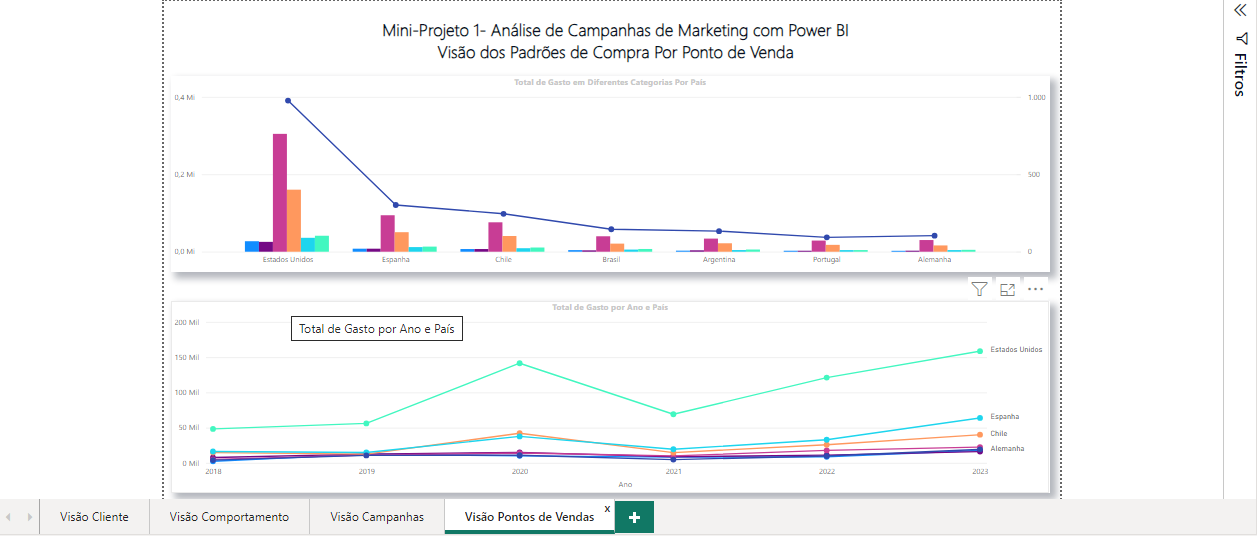 Mini-Projeto 1- Análise de Campanhas de Marketing com Power BI
Visão dos Padrões de Compra Por Ponto de Venda
Filtros
Total de Gasto em Diferentes Categorias Por País
0,4 Mi
1.000
0,2 Mi
500
0,0 Mi
0
Estados Unidos
Espanha
Chile
Brasil
Argentina
Portugal
Alemanha
Total de Gasto por Ano e País
200 Mil
Total de Gasto por Ano e País
150 Mil
Estados Unidos
100 Mil
Espanha
50 Mil
Chile
Alemanha
0 Mil
2018
2019
2020
2021
2022
2023
Ano
Visão Cliente
Visão Comportamento
Visão Campanhas
Visão Pontos de Vendas
x